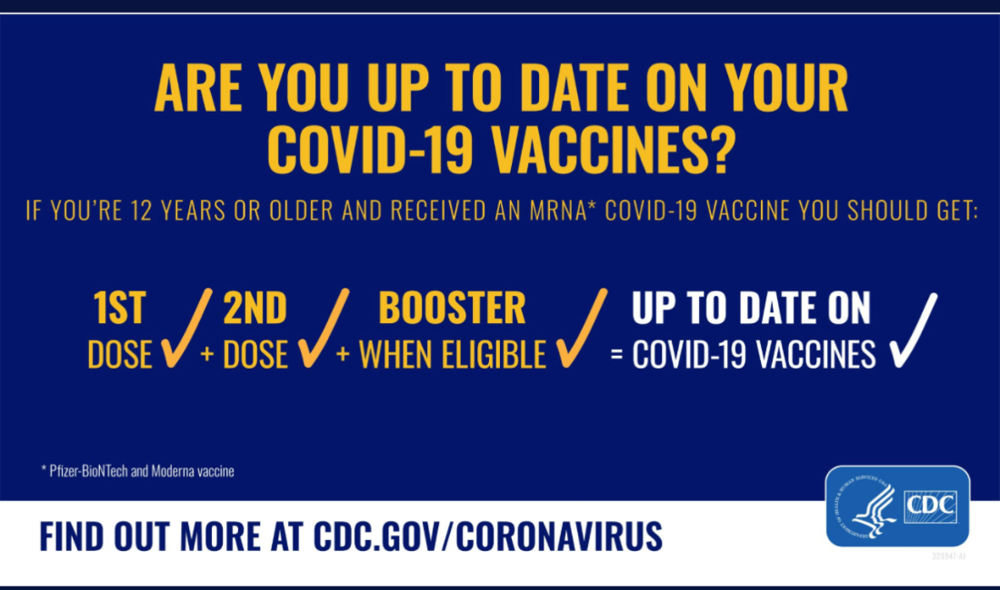 ARE YOU UP TO DATE ON YOUR
COVID-19 VACCINES?
IF YOU'RE 12 YEARS OR OLDER AND RECEIVED AN MRNA* COVID-19 VACCINE YOU SHOULD GET:
1ST 2ND BOOSTER UP TO DATE ON
DOSE + DOSE + WHEN ELIGIBLE = COVID-19 VACCINES
* Pfizer-BioNTech and Moderna vaccine
CDC
FIND OUT MORE AT CDC.GOV/CORONAVIRUS